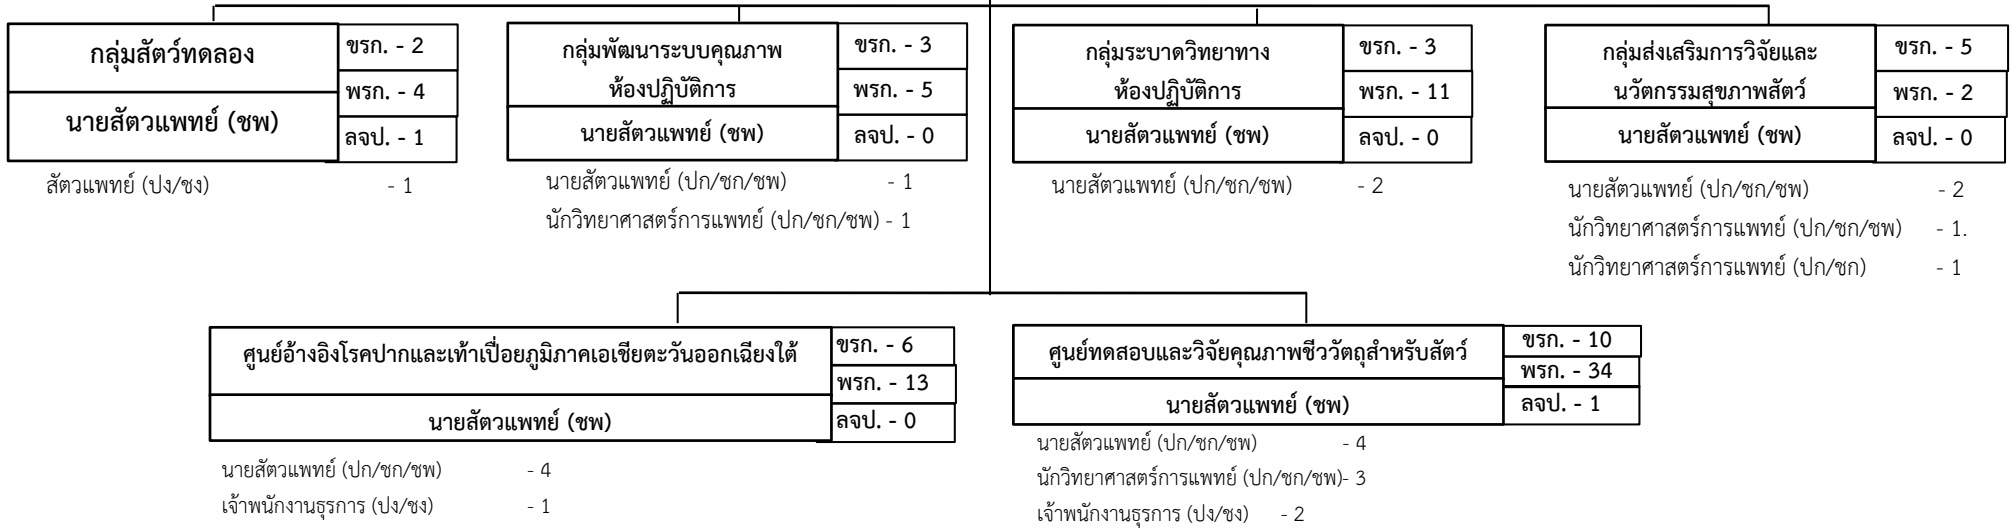 กลุ่มสัตว์ทดลอง
นายสัตวแพทย์ (ชพ)
ขรก. - 2
พรก. - 4
ลจป. - 1
สัตวแพทย์ (ปง/ชง) - 1
กลุ่มพัฒนาระบบคุณภาพ
ห้องปฏิบัติการ
นายสัตวแพทย์ (ชพ)
ขรก. - 3
พรก. - 5
ลจป. - 0
นายสัตวแพทย์ (ปก/ชก/ชพ) - 1
นักวิทยาศาสตร์การแพทย์ (ปก/ชก/ชพ) - 1
กลุ่มระบาดวิทยาทาง
ห้องปฏิบัติการ
นายสัตวแพทย์ (ชพ)
ขรก. - 3
พรก. - 11
ลจป. - 0
นายสัตวแพทย์ (ปก/ชก/ชพ) - 2
กลุ่มส่งเสริมการวิจัยและ
นวัตกรรมสุขภาพสัตว์
นายสัตวแพทย์ (ชพ)
ขรก. - 5
พรก. - 2
ลจป. - 0
นายสัตวแพทย์ (ปก/ชก/ชพ) - 2
นักวิทยาศาสตร์การแพทย์ (ปก/ชก/ชพ) - 1.
นักวิทยาศาสตร์การแพทย์ (ปก/ชก) - 1
ศูนย์อ้างอิงโรคปากและเท้าเปื่อยภูมิภาคเอเชียตะวันออกเฉียงใต้
นายสัตวแพทย์ (ชพ)
ขรก. - 6
พรก. - 13
ลจป. - 0
นายสัตวแพทย์ (ปก/ชก/ชพ) - 4
เจ้าพนักงานธุรการ (ปง/ชง) - 1
ศูนย์ทดสอบและวิจัยคุณภาพชีววัตถุสำหรับสัตว์
นายสัตวแพทย์ (ชพ)
ขรก. - 10
พรก. - 34
ลจป. - 1
นายสัตวแพทย์ (ปก/ชก/ชพ) - 4
นักวิทยาศาสตร์การแพทย์ (ปก/ชก/ชพ)- 3
เจ้าพนักงานธุรการ (ปง/ชง) - 2